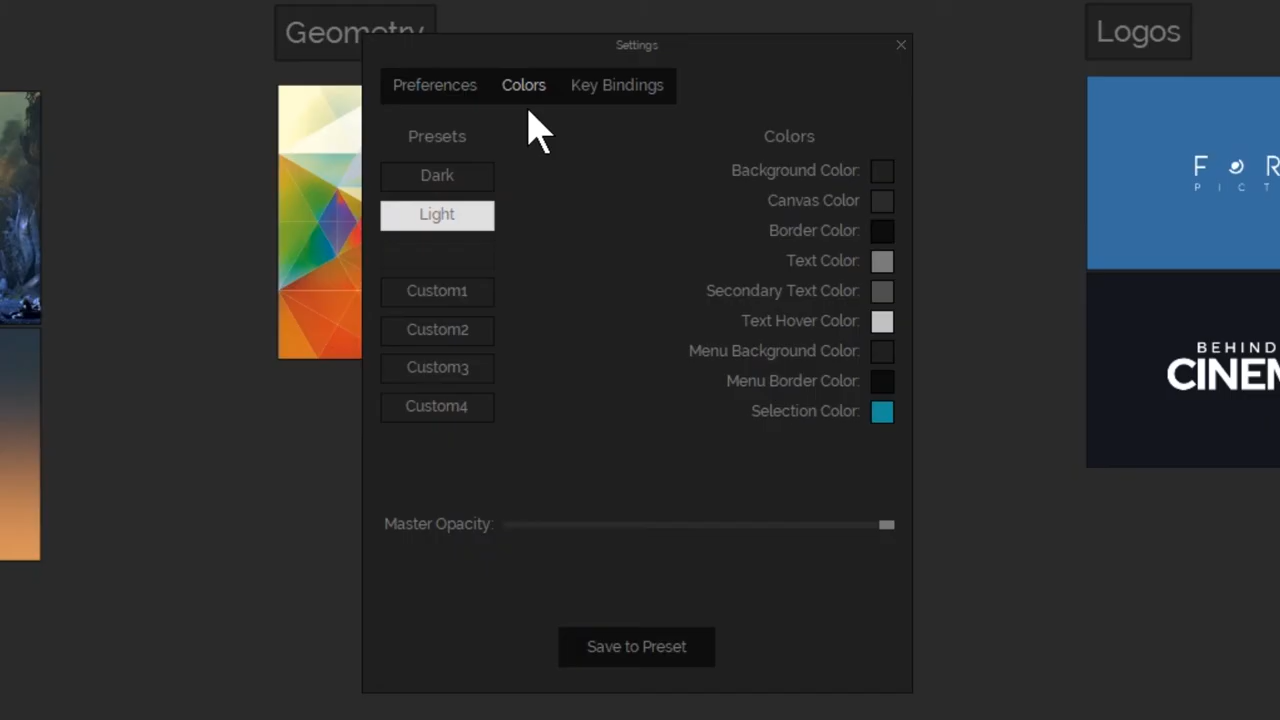 Geometry
Logos
Settings
Preferences Colors Key Bindings
Presets
Colors
Dark
Light
Custom1
Custom2
Custom3
Custom4
Background Color:
Canvas Color
Border Color:
Text Color:
Secondary Text Color:
Text Hover Color:
Menu Background Color:
Menu Border Color:
Selection Color:
Master Opacity:
Save to Preset
F R
P I C T
BEHIND
CINEM